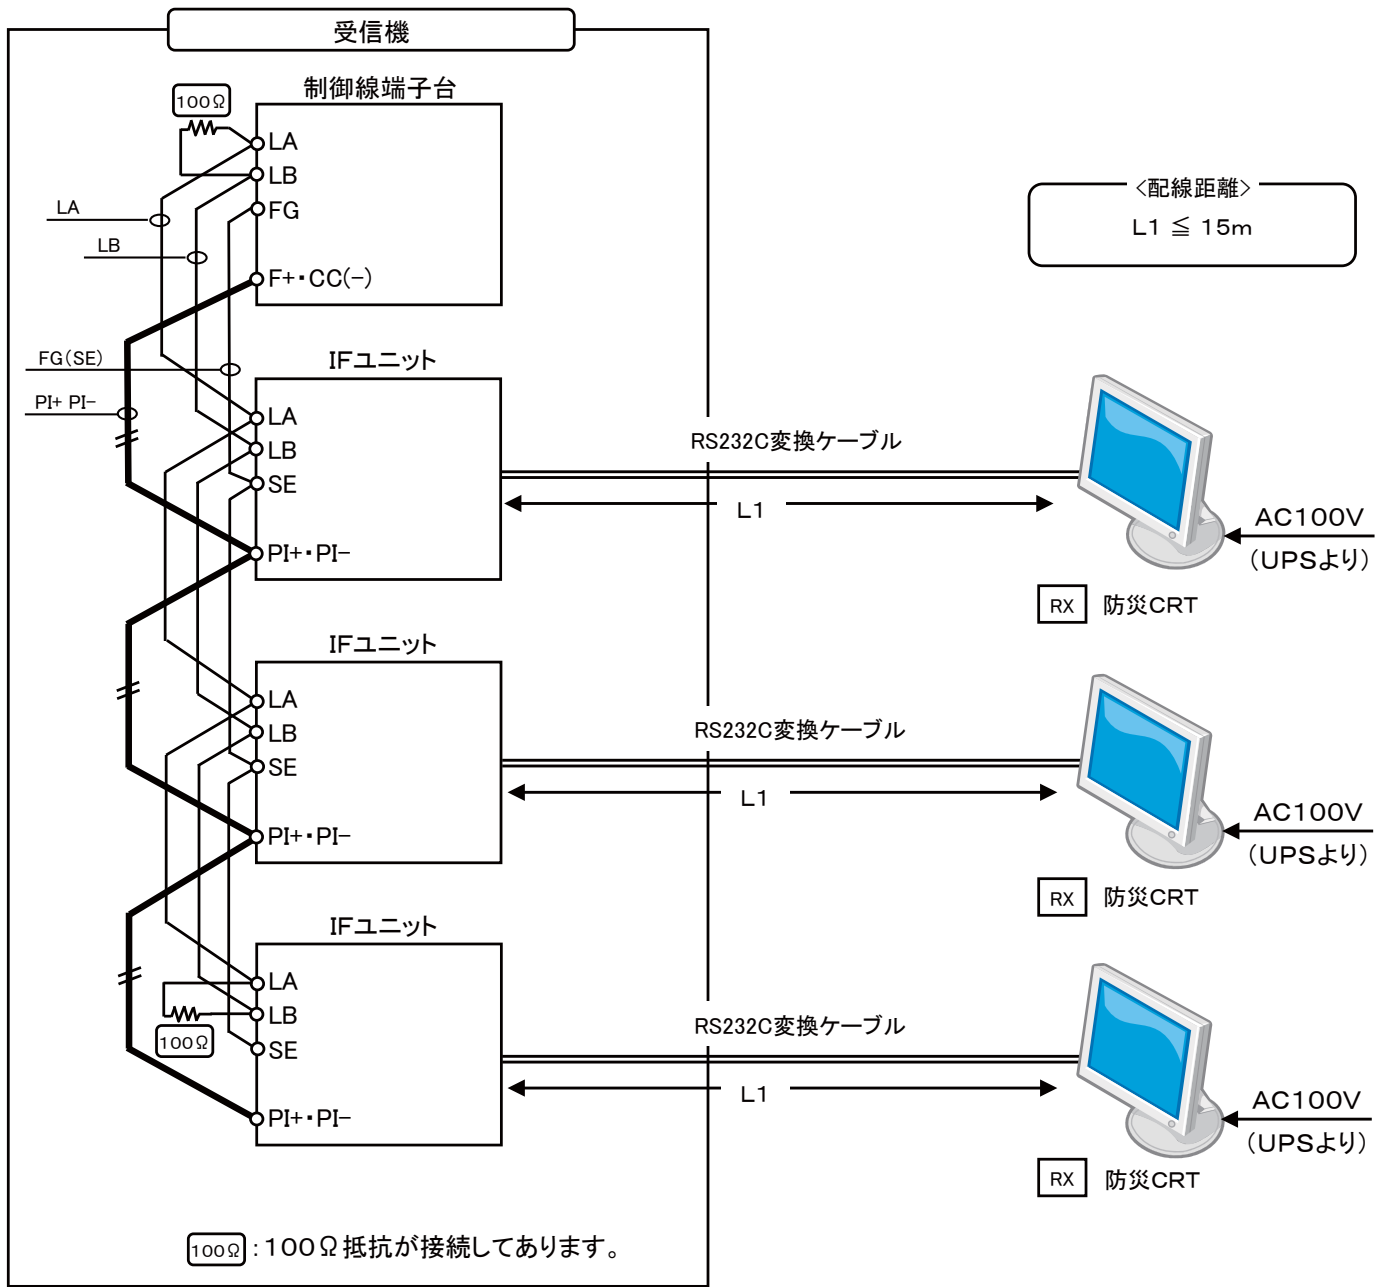 受信機
制御線端子台
100Ω
LA
LB
FG
F+・CC(-)
LA
LB
FG(SE)
PI+ PI-
〈配線距離〉
L1 ≦ 15m
IFユニット
LA
LB
SE
PI+・PI-
RS232C変換ケーブル
L1
AC100V
(UPSより)
RX 防災CRT
IFユニット
LA
LB
SE
PI+・PI-
RS232C変換ケーブル
L1
AC100V
(UPSより)
RX 防災CRT
IFユニット
LA
LB
SE
PI+・PI-
100Ω
RS232C変換ケーブル
L1
AC100V
(UPSより)
RX 防災CRT
100Ω : 100Ω抵抗が接続してあります。